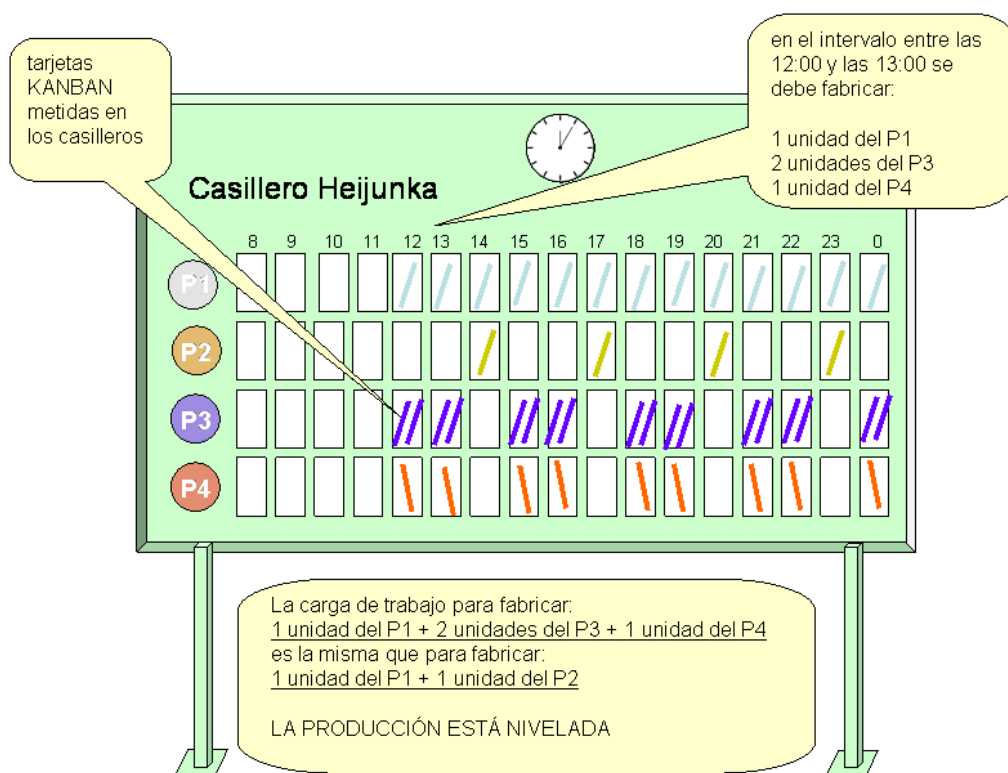 tarjetas
KANBAN
metidas en
los casilleros
en el intervalo entre las
12:00 y las 13:00 se
debe fabricar:
1 unidad del P1
2 unidades del P3
1 unidad del P4
Casillero Heijunka
8 9 10 11 12 13 14 15 16 17 18 19 20 21 22 23 0
P1
P2
P3
P4
La carga de trabajo para fabricar:
1 unidad del P1 + 2 unidades del P3 + 1 unidad del P4
es la misma que para fabricar:
1 unidad del P1 + 1 unidad del P2
LA PRODUCCIÓN ESTÁ NIVELADA